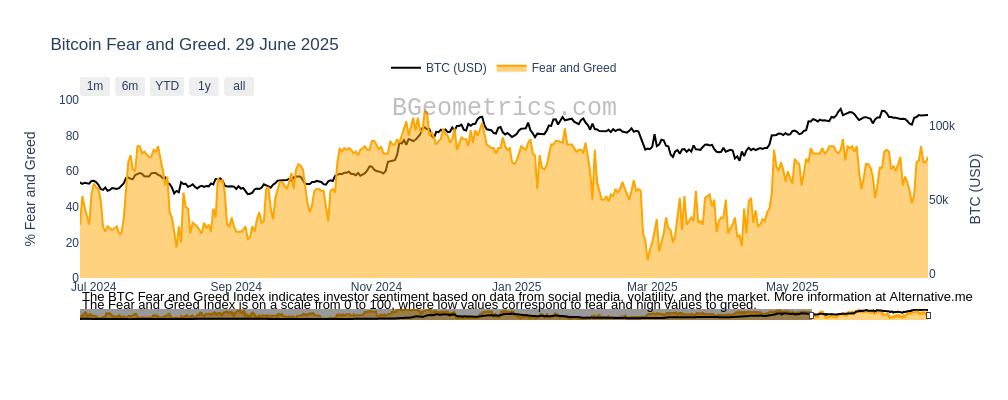 Bitcoin Fear and Greed. 29 June 2025
BTC (USD) Fear and Greed
1m 6m YTD 1y all
BGeometrics.com
100
80
60
40
20
0
% Fear and Greed
100k
50k
0
BTC (USD)
Jul 2024 Sep 2024 Nov 2024 Jan 2025 Mar 2025 May 2025
The BTC Fear and Greed Index indicates investor sentiment based on data from social media, volatility, and the market. More information at Alternative.me
The Fear and Greed Index is on a scale from 0 to 100, where low values correspond to fear and high values to greed.